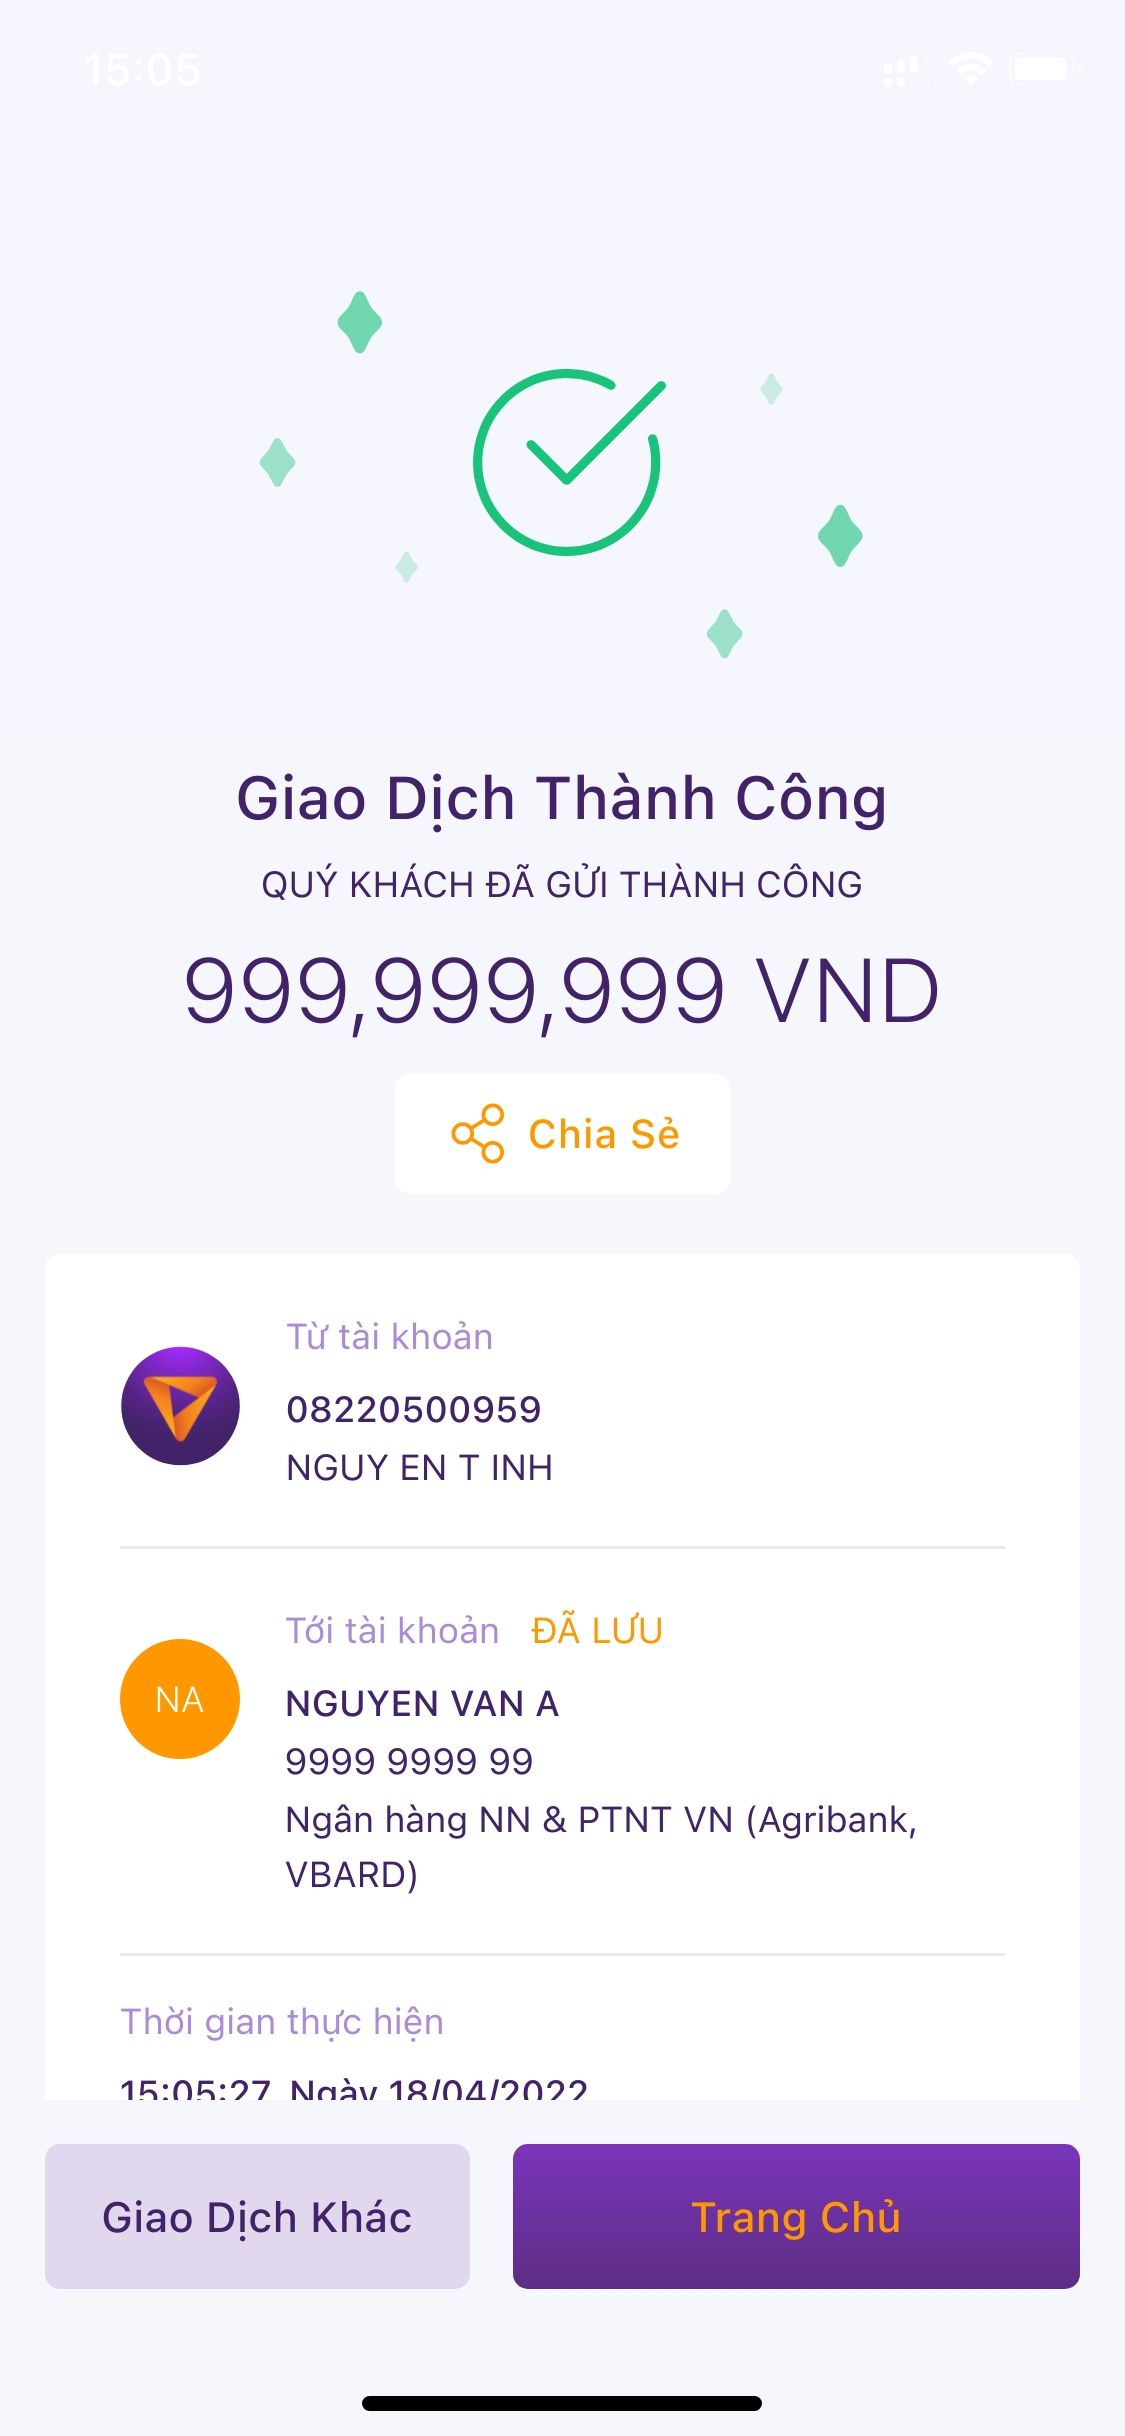 15:05
Giao Dịch Thành Công
QUÝ KHÁCH ĐÃ GỬI THÀNH CÔNG
999,999,999 VND
Chia Sẻ
Từ tài khoản
08220500959
NGUY EN T INH
Tới tài khoản ĐÃ LƯU
NA
NGUYEN VAN A
9999 9999 99
Ngân hàng NN & PTNT VN (Agribank,
VBARD)
Thời gian thực hiện
15:05:27 Ngày 18/04/2022
Giao Dịch Khác
Trang Chủ